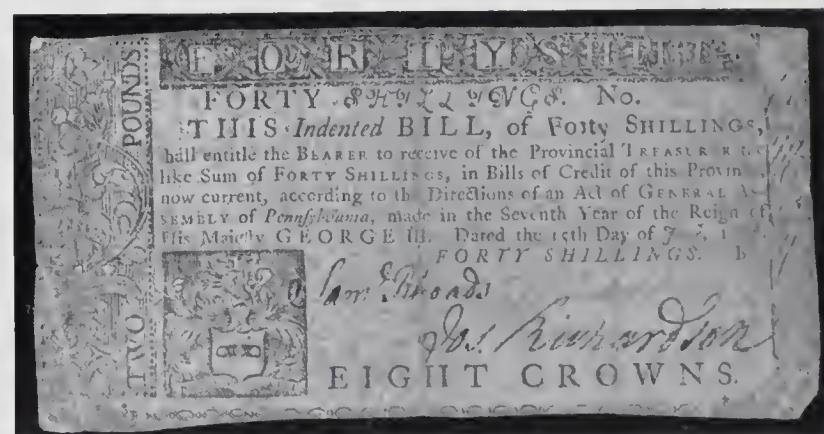 FORTY SHILLI
FORTY SHILLINGS. No.
THIS Indented BILL, of Forty SHILLINGS,
hall entitle the BEARER to receive of the Provincial TREASURER the
like Sum of FORTY SHILLINGS, in Bills of Credit of this Provin
now current, according to the Directions of an Act of GENERAL AS
SEMBLY of Pennsylvania, made in the Seventh Year of the Reign of
His Majesty GEORGE III. Dated the 15th Day of
FORTY SHILLINGS.
Sam.l Rhoads
Jos. Richardson
EIGHT CROWNS.
TWO POUNDS